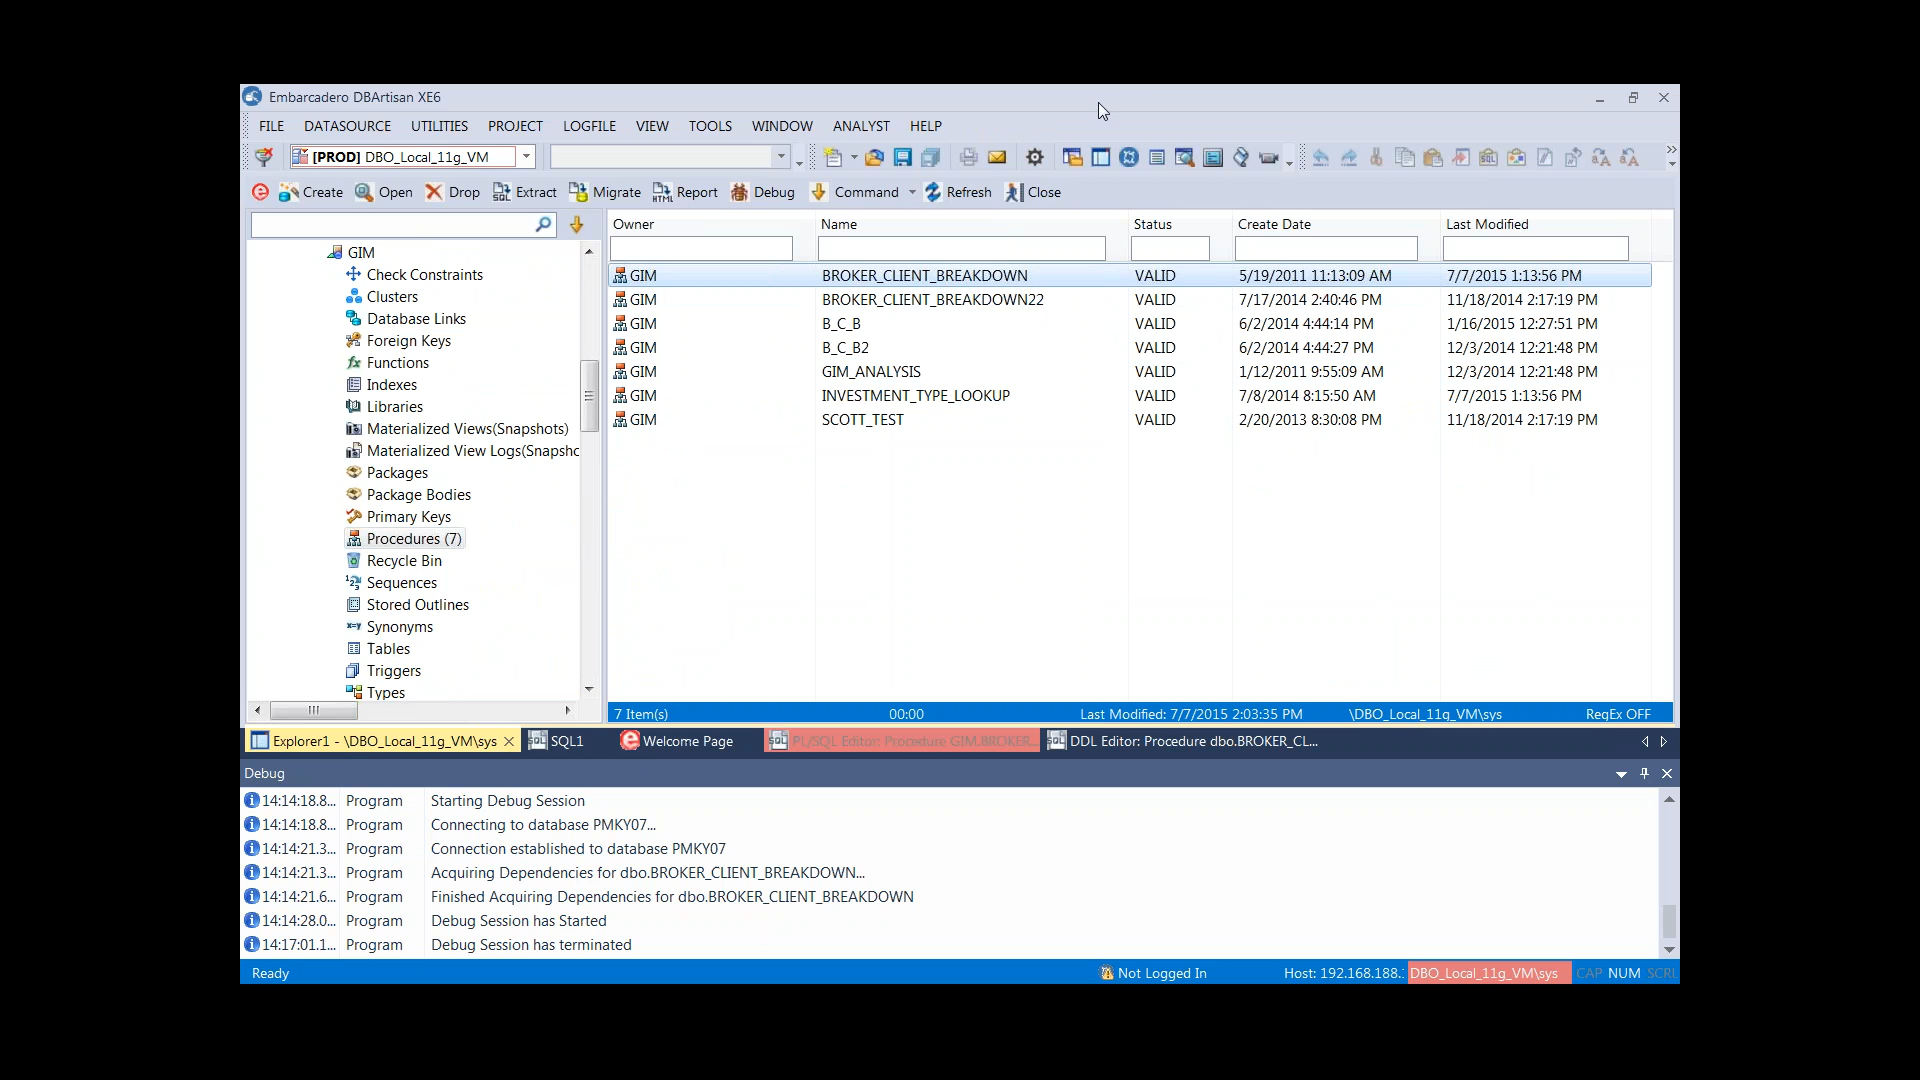 Embarcadero DBArtisan XE6
FILE DATASOURCE UTILITIES PROJECT LOGFILE VIEW TOOLS WINDOW ANALYST HELP
[PROD] DBO_Local_11g_VM
Create Open Drop Extract Migrate Report Debug Command Refresh Close
Owner Name Status Create Date Last Modified
GIM
Check Constraints
Clusters
Database Links
Foreign Keys
Functions
Indexes
Libraries
Materialized Views(Snapshots)
Materialized View Logs(Snapsho
Packages
Package Bodies
Primary Keys
Procedures (7)
Recycle Bin
Sequences
Stored Outlines
Synonyms
Tables
Triggers
Types
GIM BROKER_CLIENT_BREAKDOWN VALID 5/19/2011 11:13:09 AM 7/7/2015 1:13:56 PM
GIM BROKER_CLIENT_BREAKDOWN22 VALID 7/17/2014 2:40:46 PM 11/18/2014 2:17:19 PM
GIM B_C_B VALID 6/2/2014 4:44:14 PM 1/16/2015 12:27:51 PM
GIM B_C_B2 VALID 6/2/2014 4:44:27 PM 12/3/2014 12:21:48 PM
GIM GIM_ANALYSIS VALID 1/12/2011 9:55:09 AM 12/3/2014 12:21:48 PM
GIM INVESTMENT_TYPE_LOOKUP VALID 7/8/2014 8:15:50 AM 7/7/2015 1:13:56 PM
GIM SCOTT_TEST VALID 2/20/2013 8:30:08 PM 11/18/2014 2:17:19 PM
7 Item(s) 00:00 Last Modified: 7/7/2015 2:03:35 PM \DBO_Local_11g_VM\sys RegEx OFF
Explorer1 - \DBO_Local_11g_VM\sys SQL1 Welcome Page PL/SQL Editor: Procedure GIM.BROKER... DDL Editor: Procedure dbo.BROKER_CL...
Debug
14:14:18.8... Program Starting Debug Session
14:14:18.8... Program Connecting to database PMKY07...
14:14:21.3... Program Connection established to database PMKY07
14:14:21.3... Program Acquiring Dependencies for dbo.BROKER_CLIENT_BREAKDOWN...
14:14:21.6... Program Finished Acquiring Dependencies for dbo.BROKER_CLIENT_BREAKDOWN
14:14:28.0... Program Debug Session has Started
14:17:01.1... Program Debug Session has terminated
Ready Not Logged In Host: 192.168.188.: DBO_Local_11g_VM\sys CAP NUM SCRL